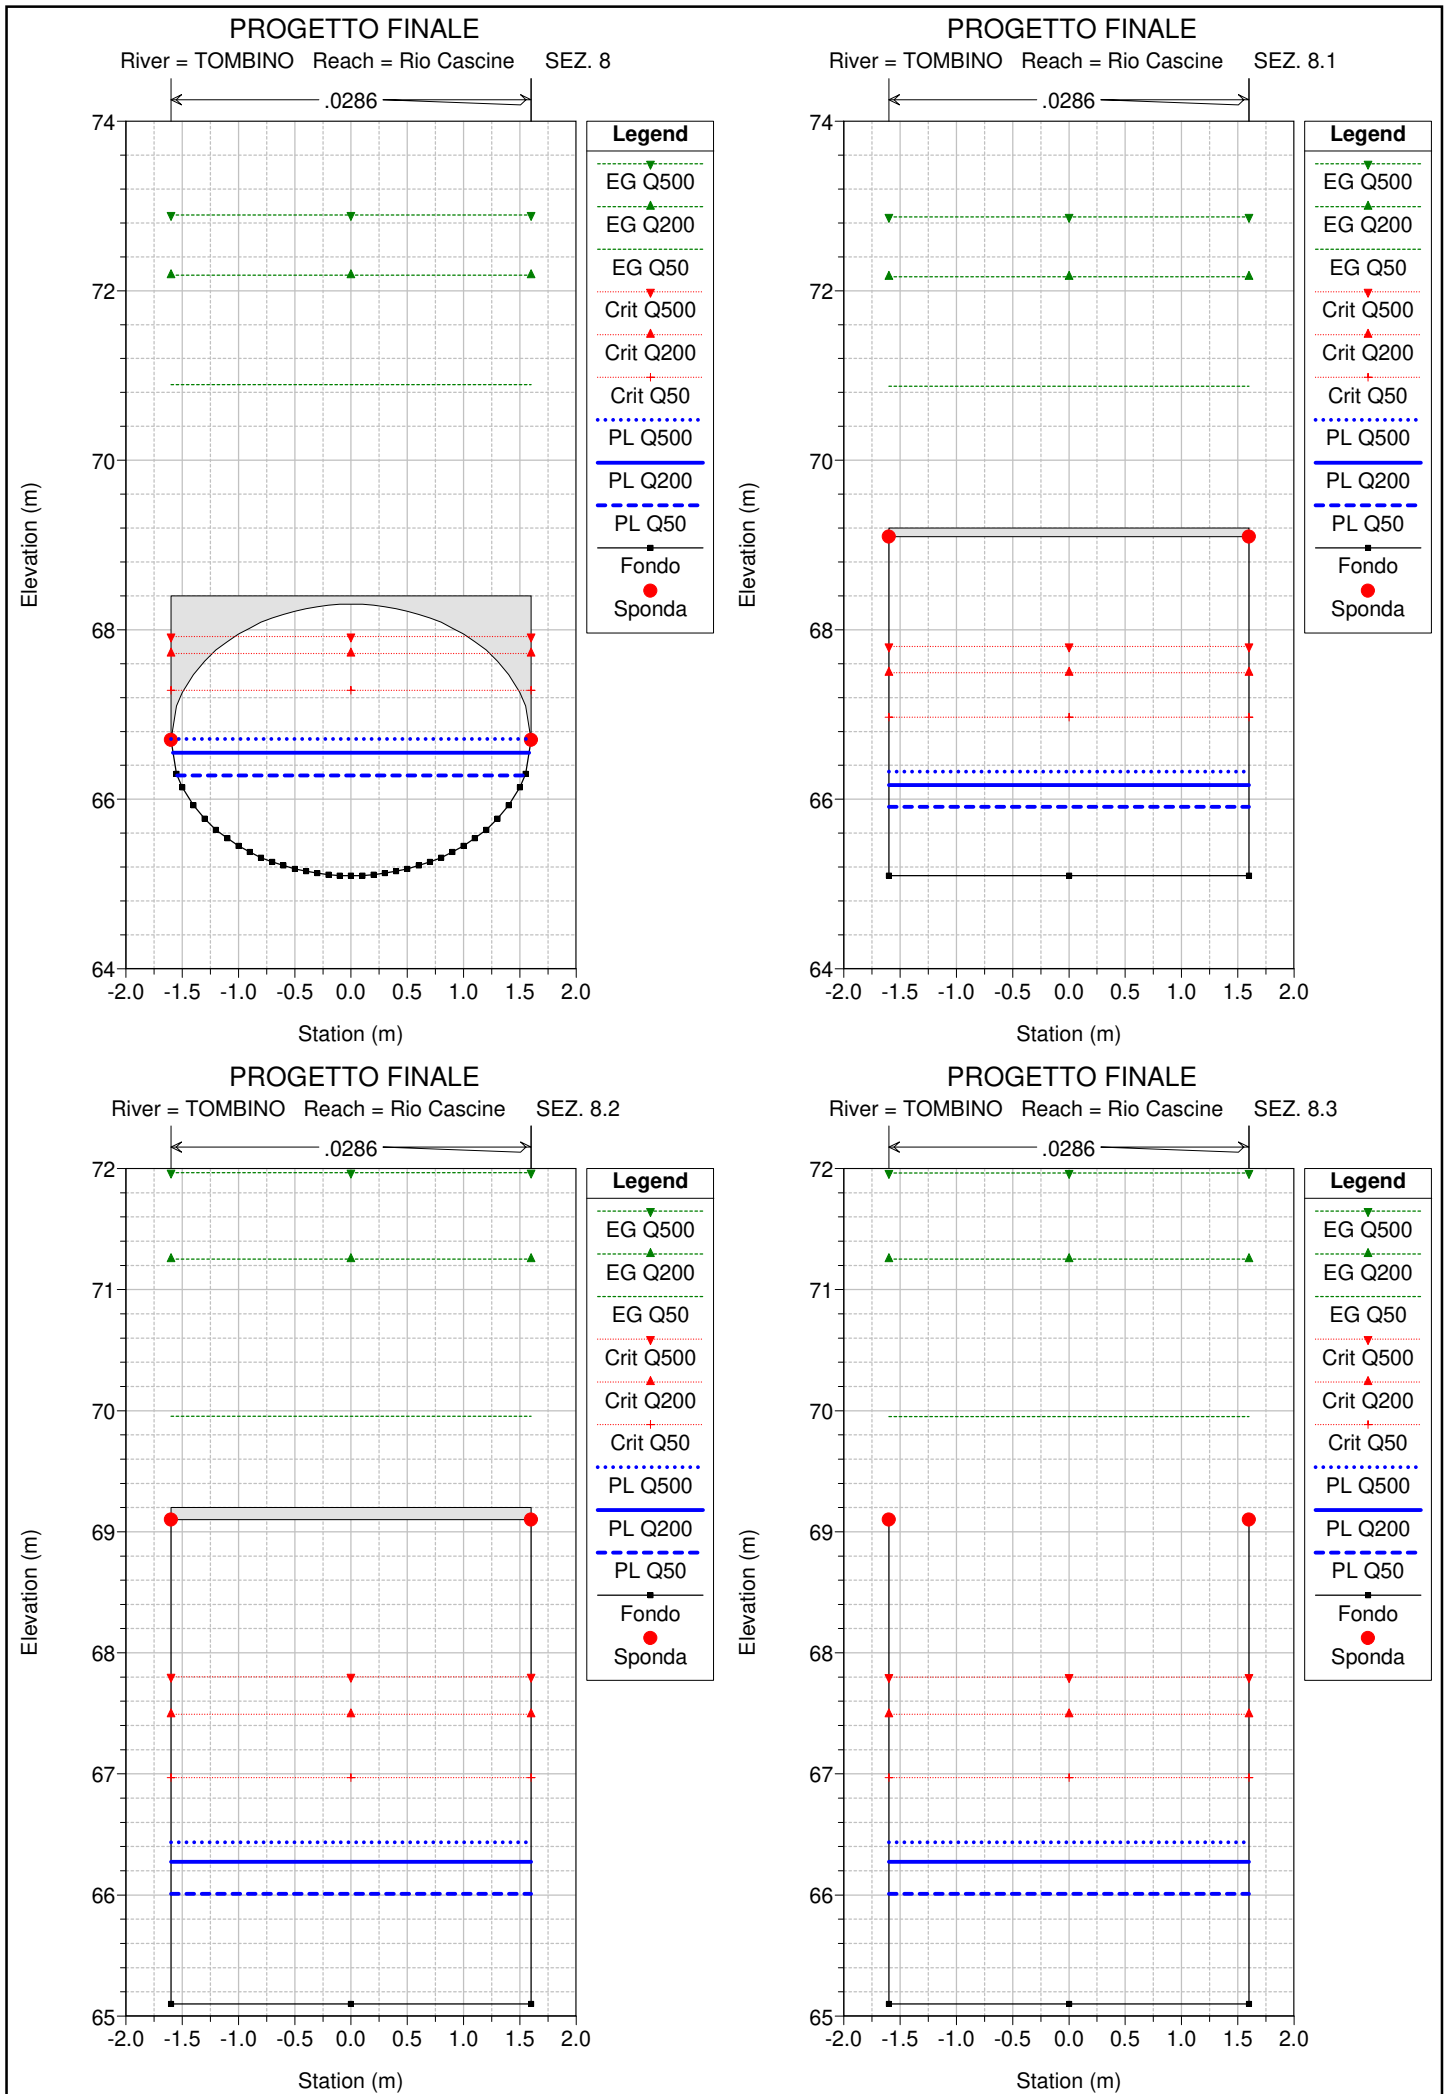 PROGETTO FINALE
River = TOMBINO Reach = Rio Cascine SEZ. 8
.0286
74
72
70
68
66
64
-2.0 -1.5 -1.0 -0.5 0.0 0.5 1.0 1.5 2.0
Station (m)
Elevation (m)
Legend
EG Q500
EG Q200
EG Q50
Crit Q500
Crit Q200
Crit Q50
PL Q500
PL Q200
PL Q50
Fondo
Sponda
PROGETTO FINALE
River = TOMBINO Reach = Rio Cascine SEZ. 8.1
.0286
74
72
70
68
66
64
-2.0 -1.5 -1.0 -0.5 0.0 0.5 1.0 1.5 2.0
Station (m)
Elevation (m)
Legend
EG Q500
EG Q200
EG Q50
Crit Q500
Crit Q200
Crit Q50
PL Q500
PL Q200
PL Q50
Fondo
Sponda
PROGETTO FINALE
River = TOMBINO Reach = Rio Cascine SEZ. 8.2
.0286
72
71
70
69
68
67
66
65
-2.0 -1.5 -1.0 -0.5 0.0 0.5 1.0 1.5 2.0
Station (m)
Elevation (m)
Legend
EG Q500
EG Q200
EG Q50
Crit Q500
Crit Q200
Crit Q50
PL Q500
PL Q200
PL Q50
Fondo
Sponda
PROGETTO FINALE
River = TOMBINO Reach = Rio Cascine SEZ. 8.3
.0286
72
71
70
69
68
67
66
65
-2.0 -1.5 -1.0 -0.5 0.0 0.5 1.0 1.5 2.0
Station (m)
Elevation (m)
Legend
EG Q500
EG Q200
EG Q50
Crit Q500
Crit Q200
Crit Q50
PL Q500
PL Q200
PL Q50
Fondo
Sponda